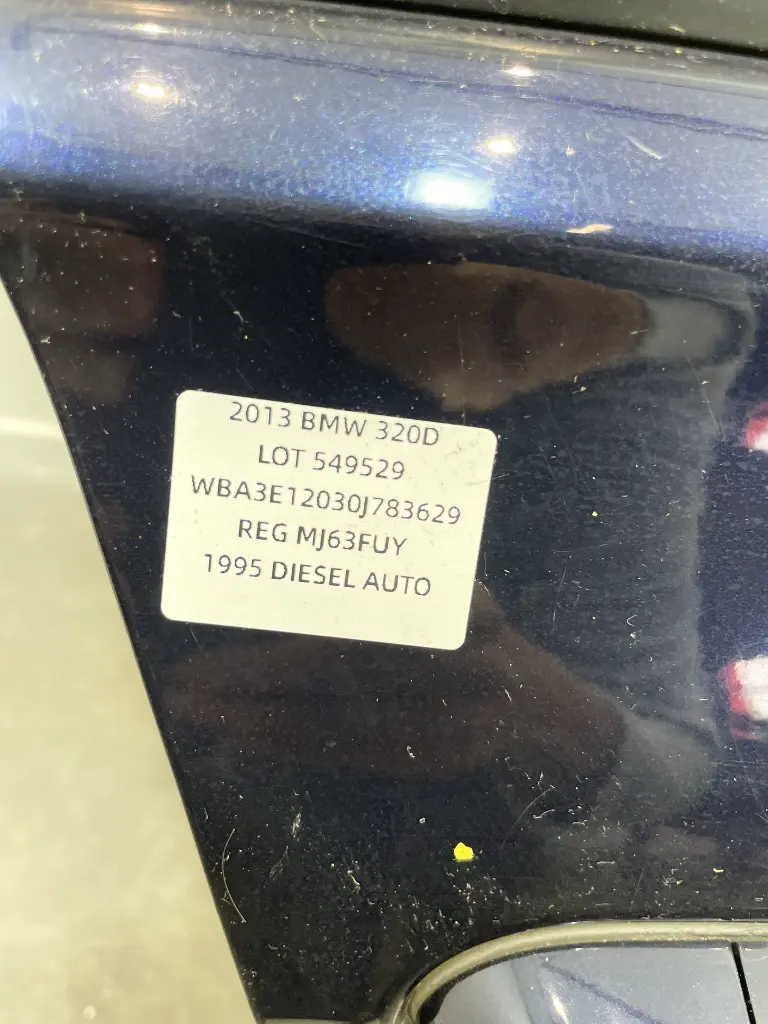 2013 BMW 320D
LOT 549529
WBA3E12030J783629
REG MJ63FUY
1995 DIESEL AUTO